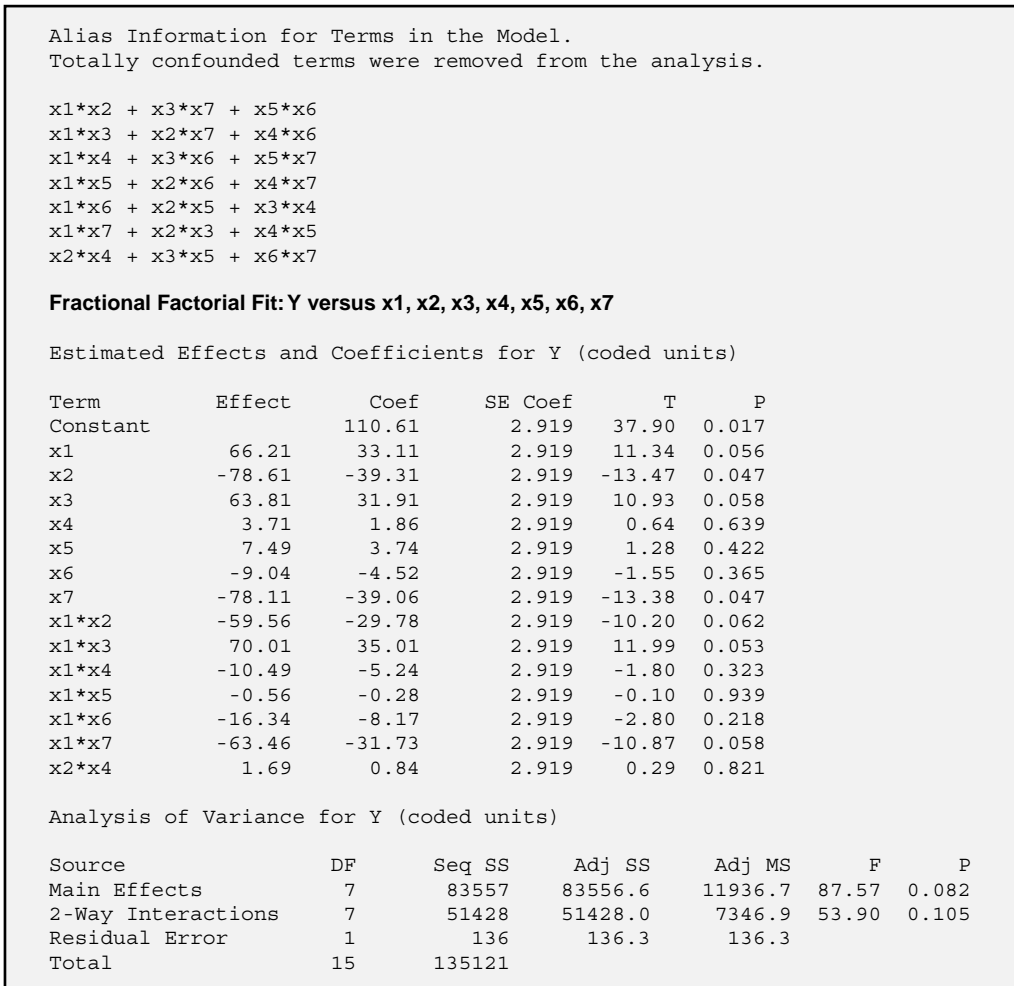 Alias Information for Terms in the Model.
Totally confounded terms were removed from the analysis.
x1*x2 + x3*x7 + x5*x6
x1*x3 + x2*x7 + x4*x6
x1*x4 + x3*x6 + x5*x7
x1*x5 + x2*x6 + x4*x7
x1*x6 + x2*x5 + x3*x4
x1*x7 + x2*x3 + x4*x5
x2*x4 + x3*x5 + x6*x7
Fractional Factorial Fit: Y versus x1, x2, x3, x4, x5, x6, x7
Estimated Effects and Coefficients for Y (coded units)
Term Effect Coef SE Coef T P
Constant 110.61 2.919 37.90 0.017
x1 66.21 33.11 2.919 11.34 0.056
x2 -78.61 -39.31 2.919 -13.47 0.047
x3 63.81 31.91 2.919 10.93 0.058
x4 3.71 1.86 2.919 0.64 0.639
x5 7.49 3.74 2.919 1.28 0.422
x6 -9.04 -4.52 2.919 -1.55 0.365
x7 -78.11 -39.06 2.919 -13.38 0.047
x1*x2 -59.56 -29.78 2.919 -10.20 0.062
x1*x3 70.01 35.01 2.919 11.99 0.053
x1*x4 -10.49 -5.24 2.919 -1.80 0.323
x1*x5 -0.56 -0.28 2.919 -0.10 0.939
x1*x6 -16.34 -8.17 2.919 -2.80 0.218
x1*x7 -63.46 -31.73 2.919 -10.87 0.058
x2*x4 1.69 0.84 2.919 0.29 0.821
Analysis of Variance for Y (coded units)
Source DF Seq SS Adj SS Adj MS F P
Main Effects 7 83557 83556.6 11936.7 87.57 0.082
2-Way Interactions 7 51428 51428.0 7346.9 53.90 0.105
Residual Error 1 136 136.3 136.3
Total 15 135121